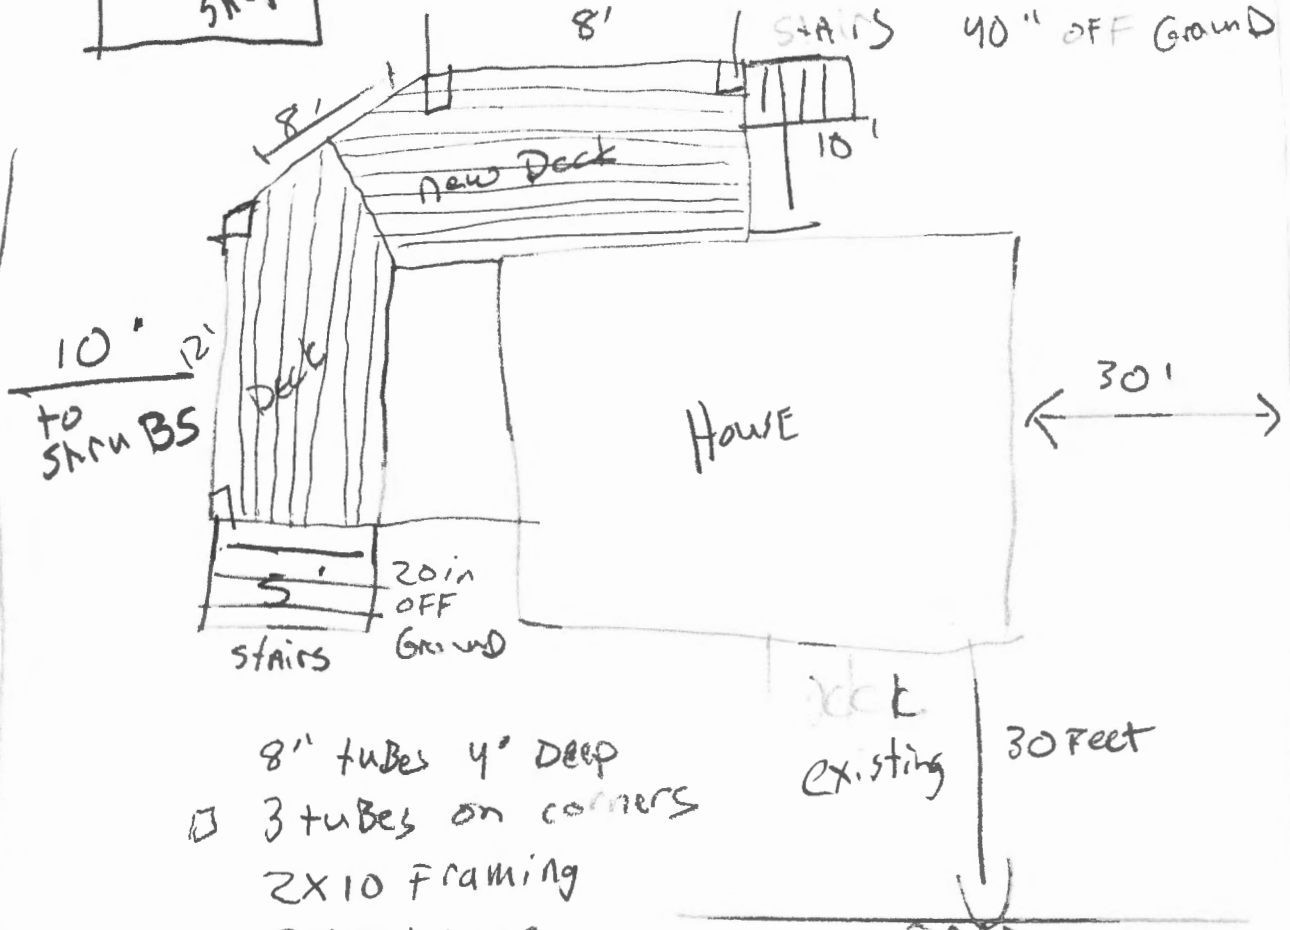 8'
stairs 40" OFF GrounD
8'
10'
new Deck
10'
12'
to
ShruBS
Deck
House
30'
5'
20in
OFF
GrounD
stairs
existing
30 Feet
8" tuBes 4' Deep
3 tuBes on corners
2x10 Framing